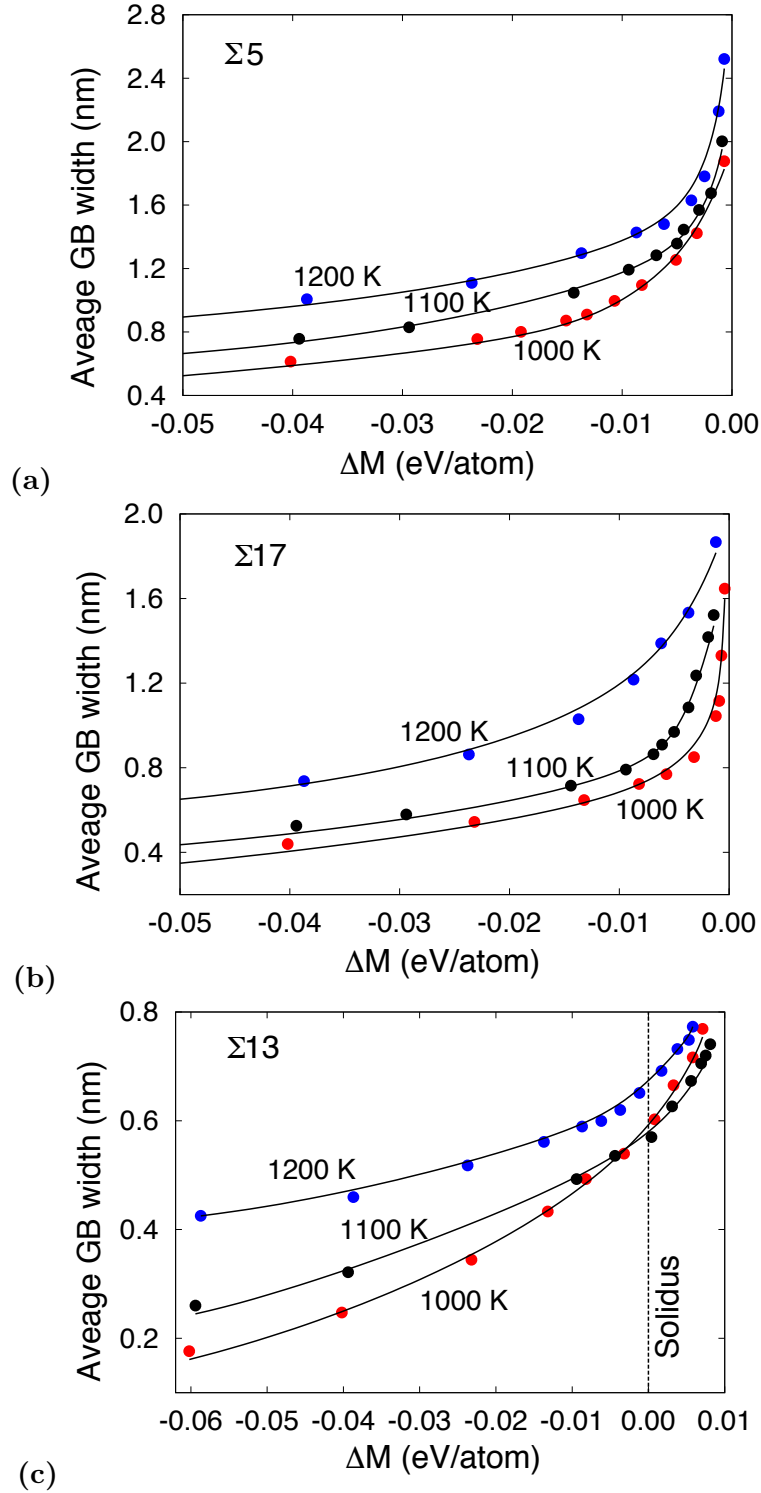 2.8
Σ5
2.4
2.0
1.6
1.2
0.8
0.4
Aveage GB width (nm)
1200 K
1100 K
1000 K
-0.05 -0.04 -0.03 -0.02 -0.01 0.00
ΔM (eV/atom)
(a)
2.0
Σ17
1.6
1.2
0.8
0.4
Aveage GB width (nm)
1200 K
1100 K
1000 K
-0.05 -0.04 -0.03 -0.02 -0.01 0.00
ΔM (eV/atom)
(b)
0.8
Σ13
0.6
0.4
0.2
Aveage GB width (nm)
1200 K
1100 K
1000 K
Solidus
-0.06 -0.05 -0.04 -0.03 -0.02 -0.01 0.00 0.01
ΔM (eV/atom)
(c)